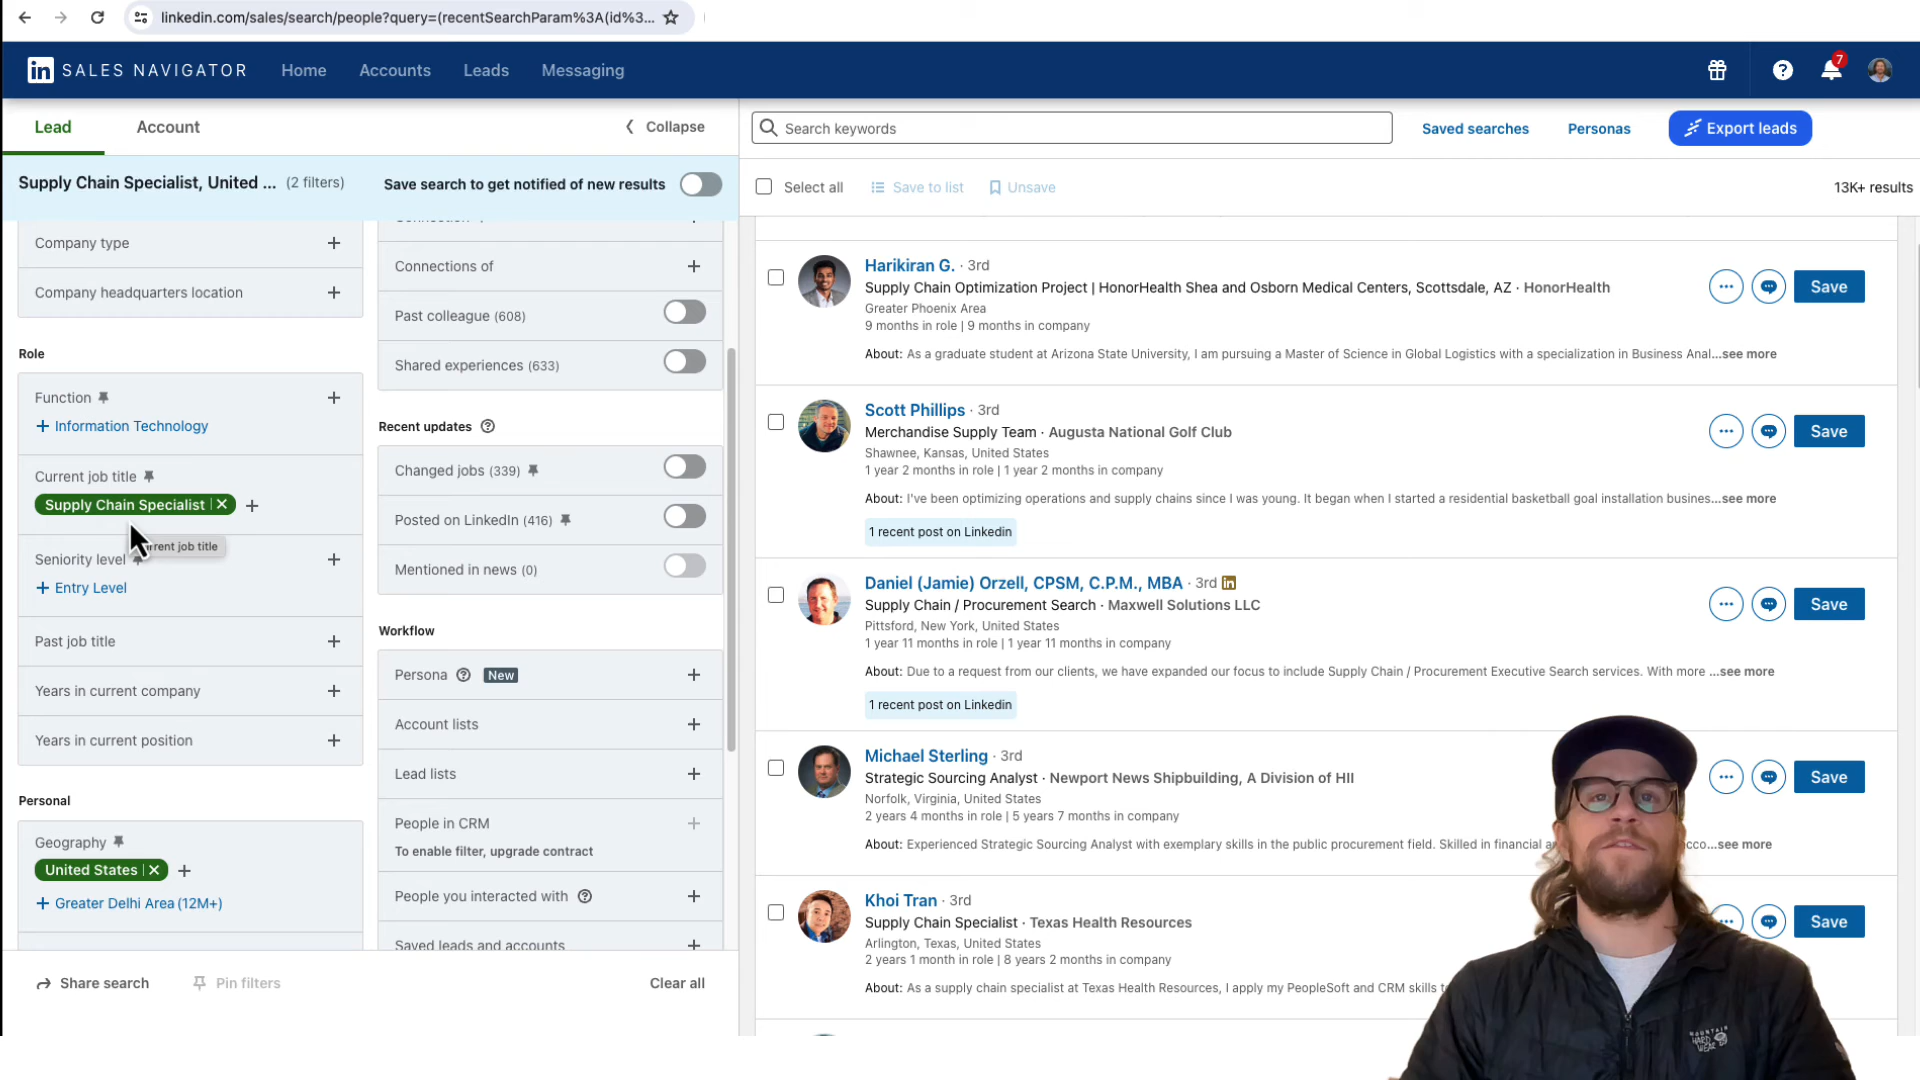 linkedin.com/sales/search/people?query=(recentSearchParam%3A(id%3...
in SALES NAVIGATOR
Home
Accounts
Leads
Messaging
7
Lead
Account
Collapse
Search keywords
Saved searches
Personas
Export leads
Supply Chain Specialist, United ... (2 filters)
Save search to get notified of new results
Select all
Save to list
Unsave
13K+ results
Company type
Company headquarters location
Role
Function
+ Information Technology
Current job title
Supply Chain Specialist
Seniority level
+ Entry Level
Past job title
Years in current company
Years in current position
Personal
Geography
United States
+ Greater Delhi Area (12M+)
Connections of
Past colleague (608)
Shared experiences (633)
Recent updates
Changed jobs (339)
Posted on LinkedIn (416)
Mentioned in news (0)
Workflow
Persona
New
Account lists
Lead lists
People in CRM
To enable filter, upgrade contract
People you interacted with
Saved leads and accounts
Share search
Pin filters
Clear all
Harikiran G. · 3rd
Supply Chain Optimization Project | HonorHealth Shea and Osborn Medical Centers, Scottsdale, AZ · HonorHealth
Greater Phoenix Area
9 months in role | 9 months in company
About: As a graduate student at Arizona State University, I am pursuing a Master of Science in Global Logistics with a specialization in Business Anal...see more
Save
Scott Phillips · 3rd
Merchandise Supply Team · Augusta National Golf Club
Shawnee, Kansas, United States
1 year 2 months in role | 1 year 2 months in company
About: I've been optimizing operations and supply chains since I was young. It began when I started a residential basketball goal installation busines...see more
1 recent post on Linkedin
Save
Daniel (Jamie) Orzell, CPSM, C.P.M., MBA · 3rd in
Supply Chain / Procurement Search · Maxwell Solutions LLC
Pittsford, New York, United States
1 year 11 months in role | 1 year 11 months in company
About: Due to a request from our clients, we have expanded our focus to include Supply Chain / Procurement Executive Search services. With more ...see more
1 recent post on Linkedin
Save
Michael Sterling · 3rd
Strategic Sourcing Analyst · Newport News Shipbuilding, A Division of HII
Norfolk, Virginia, United States
2 years 4 months in role | 5 years 7 months in company
About: Experienced Strategic Sourcing Analyst with exemplary skills in the public procurement field. Skilled in financial ...see more
Save
Khoi Tran · 3rd
Supply Chain Specialist · Texas Health Resources
Arlington, Texas, United States
2 years 1 month in role | 8 years 2 months in company
About: As a supply chain specialist at Texas Health Resources, I apply my PeopleSoft and CRM skills
Save
MOUNTAIN
HARD
WEAR